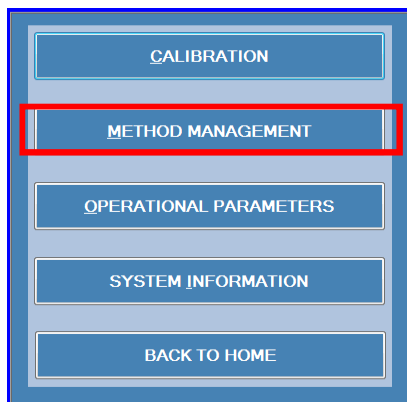 CALIBRATION
METHOD MANAGEMENT
OPERATIONAL PARAMETERS
SYSTEM INFORMATION
BACK TO HOME